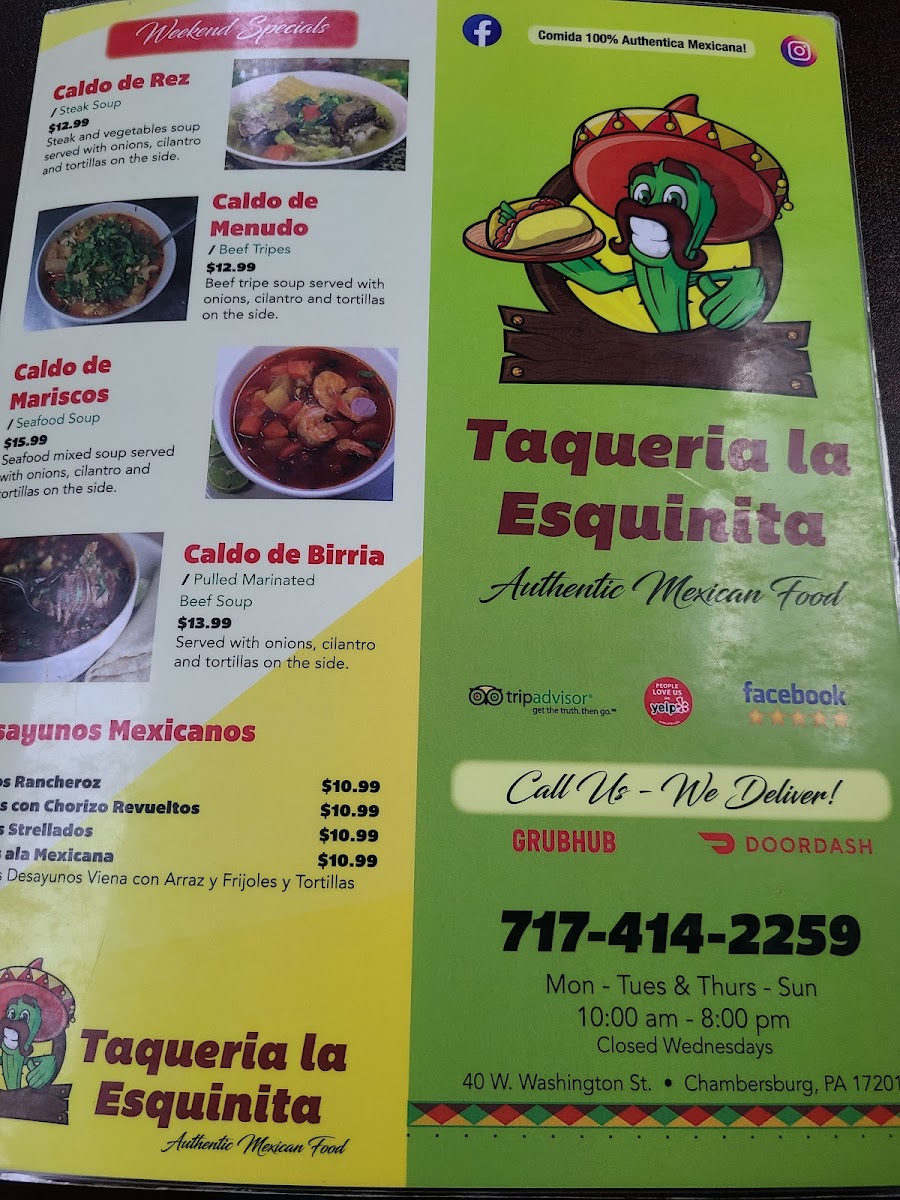 Weekend Specials
Caldo de Rez
/ Steak Soup
$12.99
Steak and vegetables soup
served with onions, cilantro
and tortillas on the side.
Caldo de
Menudo
/ Beef Tripes
$12.99
Beef tripe soup served with
onions, cilantro and tortillas
on the side.
Caldo de
Mariscos
/ Seafood Soup
$15.99
Seafood mixed soup served
with onions, cilantro and
tortillas on the side.
Caldo de Birria
/ Pulled Marinated
Beef Soup
$13.99
Served with onions, cilantro
and tortillas on the side.
sayunos Mexicanos
os Rancheroz $10.99
s con Chorizo Revueltos $10.99
s Strellados $10.99
s ala Mexicana $10.99
s Desayunos Viena con Arraz y Frijoles y Tortillas
Taqueria la
Esquinita
Authentic Mexican Food
f
Comida 100% Authentica Mexicana!
Taqueria la
Esquinita
Authentic Mexican Food
tripadvisor®
get the truth. then go.™
PEOPLE
LOVE US
ON
yelp
facebook
Call Us - We Deliver!
GRUBHUB
DOORDASH
717-414-2259
Mon - Tues & Thurs - Sun
10:00 am - 8:00 pm
Closed Wednesdays
40 W. Washington St. • Chambersburg, PA 17201